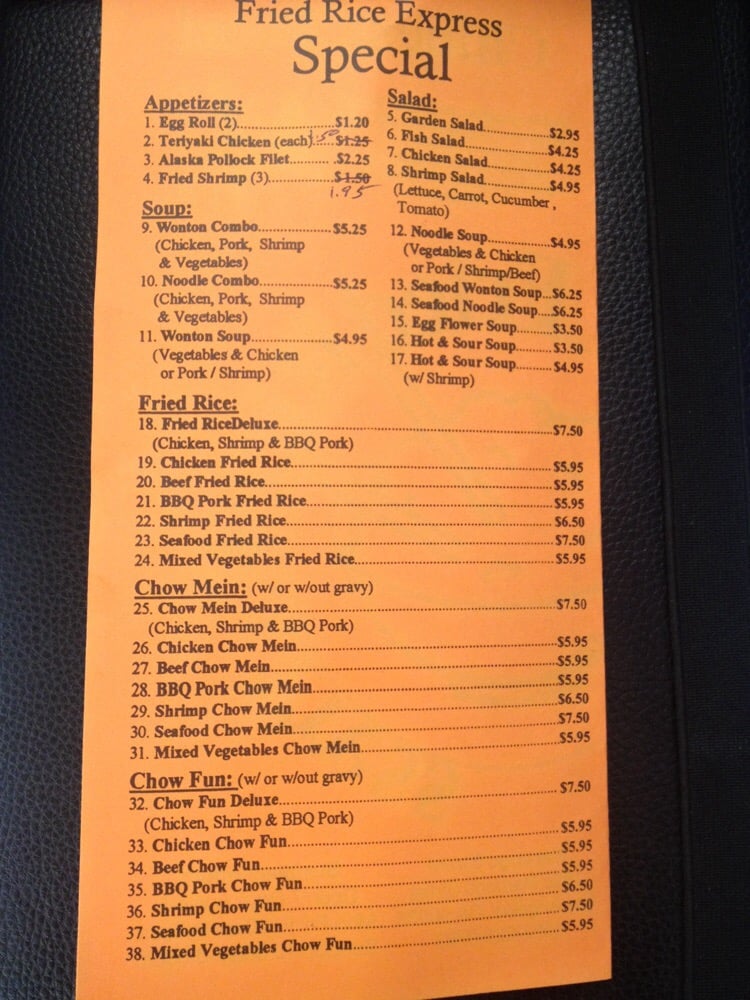 Fried Rice Express
Special
Appetizers:
1. Egg Roll (2)..........$1.20
2. Teriyaki Chicken (each) 1.50 $1.25
3. Alaska Pollock Filet..........$2.25
4. Fried Shrimp (3)..........$1.50
1.95
Salad:
5. Garden Salad..........$2.95
6. Fish Salad..........$4.25
7. Chicken Salad..........$4.25
8. Shrimp Salad..........$4.95
(Lettuce, Carrot, Cucumber ,
Tomato)
Soup:
9. Wonton Combo..........$5.25
(Chicken, Pork, Shrimp
& Vegetables)
10. Noodle Combo..........$5.25
(Chicken, Pork, Shrimp
& Vegetables)
11. Wonton Soup..........$4.95
(Vegetables & Chicken
or Pork / Shrimp)
12. Noodle Soup..........$4.95
(Vegetables & Chicken
or Pork / Shrimp/Beef)
13. Seafood Wonton Soup...$6.25
14. Seafood Noodle Soup....$6.25
15. Egg Flower Soup..........$3.50
16. Hot & Sour Soup..........$3.50
17. Hot & Sour Soup..........$4.95
(w/ Shrimp)
Fried Rice:
18. Fried RiceDeluxe..........$7.50
(Chicken, Shrimp & BBQ Pork)
19. Chicken Fried Rice..........$5.95
20. Beef Fried Rice..........$5.95
21. BBQ Pork Fried Rice..........$5.95
22. Shrimp Fried Rice..........$6.50
23. Seafood Fried Rice..........$7.50
24. Mixed Vegetables Fried Rice..........$5.95
Chow Mein: (w/ or w/out gravy)
25. Chow Mein Deluxe..........$7.50
(Chicken, Shrimp & BBQ Pork)
26. Chicken Chow Mein..........$5.95
27. Beef Chow Mein..........$5.95
28. BBQ Pork Chow Mein..........$5.95
29. Shrimp Chow Mein..........$6.50
30. Seafood Chow Mein..........$7.50
31. Mixed Vegetables Chow Mein..........$5.95
Chow Fun: (w/ or w/out gravy)
32. Chow Fun Deluxe..........$7.50
(Chicken, Shrimp & BBQ Pork)
33. Chicken Chow Fun..........$5.95
34. Beef Chow Fun..........$5.95
35. BBQ Pork Chow Fun..........$5.95
36. Shrimp Chow Fun..........$6.50
37. Seafood Chow Fun..........$7.50
38. Mixed Vegetables Chow Fun..........$5.95